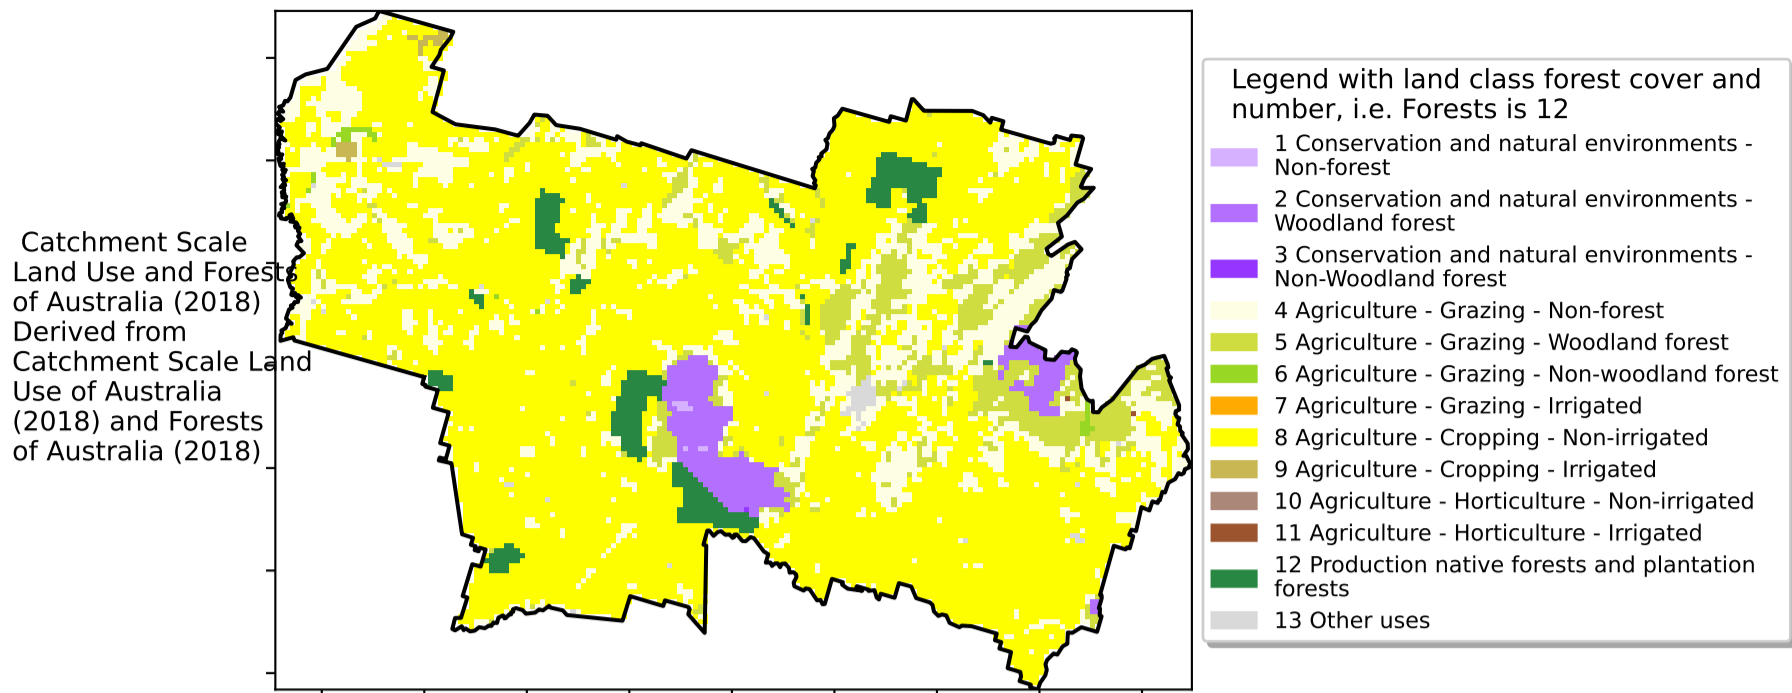 Catchment Scale
Land Use and Forests
of Australia (2018)
Derived from
Catchment Scale Land
Use of Australia
(2018) and Forests
of Australia (2018)
Legend with land class forest cover and
number, i.e. Forests is 12
1 Conservation and natural environments -
Non-forest
2 Conservation and natural environments -
Woodland forest
3 Conservation and natural environments -
Non-Woodland forest
4 Agriculture - Grazing - Non-forest
5 Agriculture - Grazing - Woodland forest
6 Agriculture - Grazing - Non-woodland forest
7 Agriculture - Grazing - Irrigated
8 Agriculture - Cropping - Non-irrigated
9 Agriculture - Cropping - Irrigated
10 Agriculture - Horticulture - Non-irrigated
11 Agriculture - Horticulture - Irrigated
12 Production native forests and plantation
forests
13 Other uses